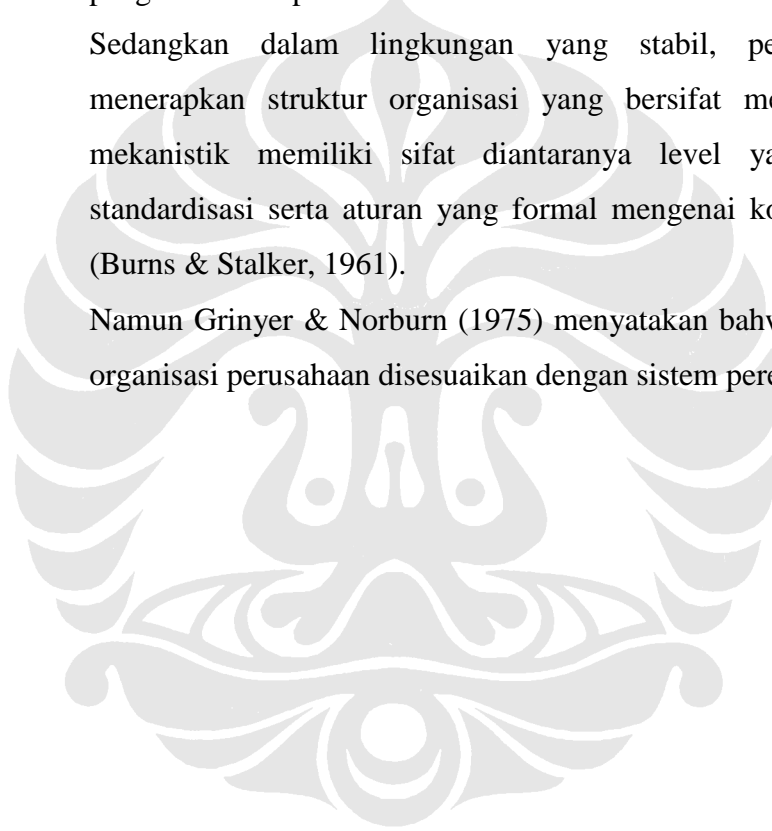 Sedangkan dalam lingkungan yang stabil,
menerapkan struktur organisasi yang bersifat
mekanistik memiliki sifat diantaranya level
standardisasi serta aturan yang formal mengenai
(Burns & Stalker, 1961).
Namun Grinyer & Norburn (1975) menyatakan
organisasi perusahaan disesuaikan dengan sistem